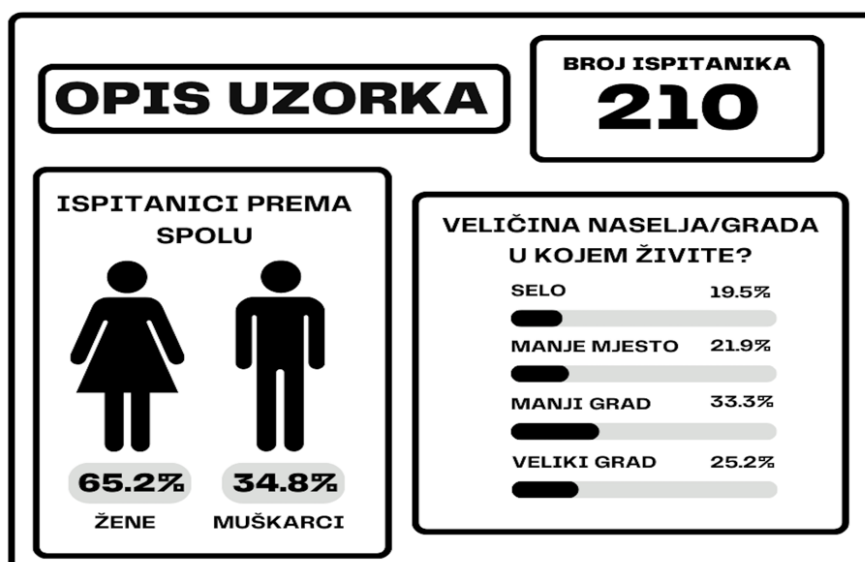 OPIS UZORKA
BROJ ISPITANIKA
210
ISPITANICI PREMA
SPOLU
65.2%
34.8%
ŽENE
MUŠKARCI
VELIČINA NASELJA/GRADA
U KOJEM ŽIVITE?
SELO 19.5%
MANJE MJESTO 21.9%
MANJI GRAD 33.3%
VELIKI GRAD 25.2%